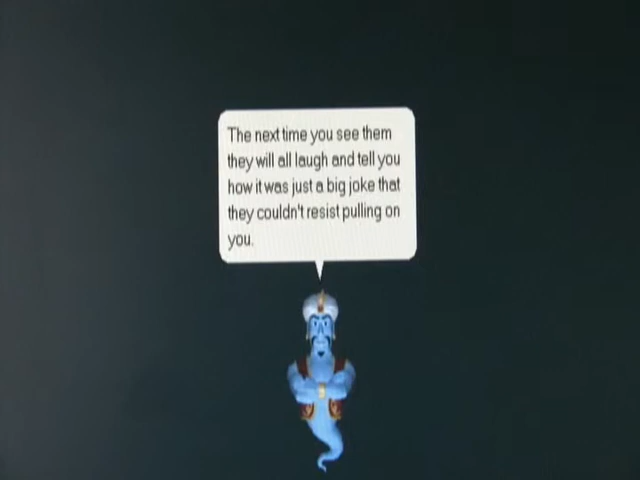 The next time you see them
they will all laugh and tell you
how it was just a big joke that
they couldn't resist pulling on
you.